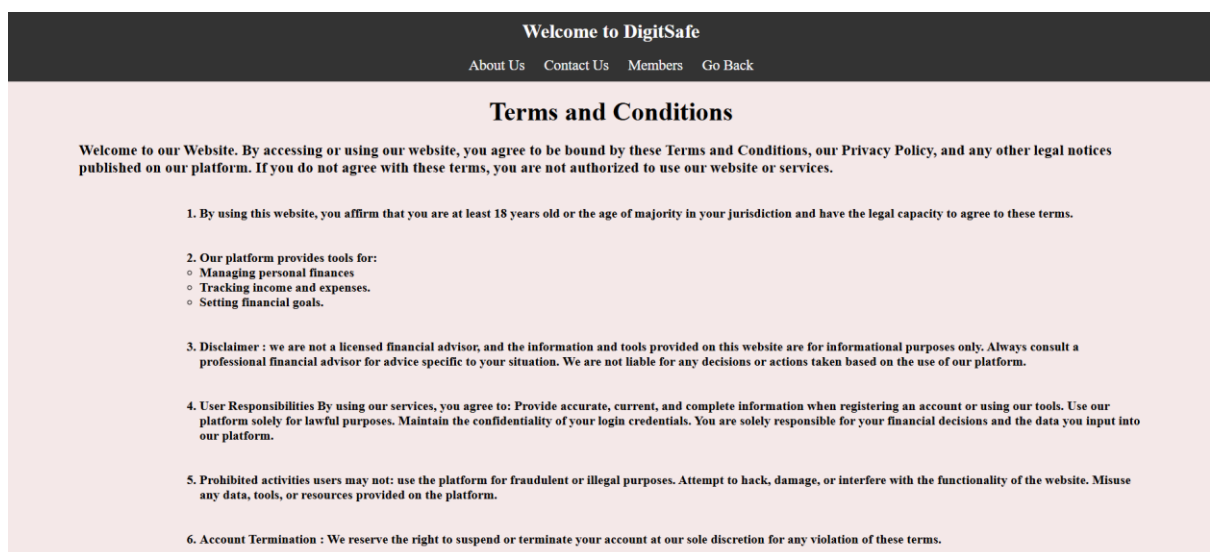 Welcome to DigitSafe
About Us Contact Us Members Go Back
Terms and Conditions
Welcome to our Website. By accessing or using our website, you agree to be bound by these Terms and Conditions, our Privacy Policy, and any other legal notices
published on our platform. If you do not agree with these terms, you are not authorized to use our website or services.
1. By using this website, you affirm that you are at least 18 years old or the age of majority in your jurisdiction and have the legal capacity to agree to these terms.
2. Our platform provides tools for:
◦ Managing personal finances
◦ Tracking income and expenses.
◦ Setting financial goals.
3. Disclaimer : we are not a licensed financial advisor, and the information and tools provided on this website are for informational purposes only. Always consult a
professional financial advisor for advice specific to your situation. We are not liable for any decisions or actions taken based on the use of our platform.
4. User Responsibilities By using our services, you agree to: Provide accurate, current, and complete information when registering an account or using our tools. Use our
platform solely for lawful purposes. Maintain the confidentiality of your login credentials. You are solely responsible for your financial decisions and the data you input into
our platform.
5. Prohibited activities users may not: use the platform for fraudulent or illegal purposes. Attempt to hack, damage, or interfere with the functionality of the website. Misuse
any data, tools, or resources provided on the platform.
6. Account Termination : We reserve the right to suspend or terminate your account at our sole discretion for any violation of these terms.